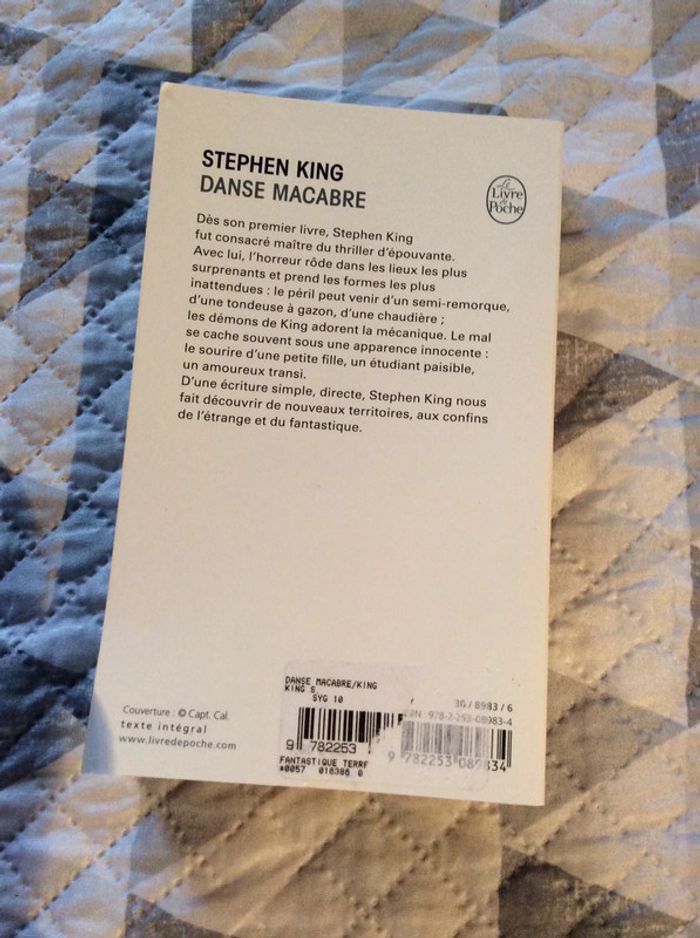 STEPHEN KING
DANSE MACABRE
Le
Livre
de
Poche
Dès son premier livre, Stephen King
fut consacré maître du thriller d'épouvante.
Avec lui, l'horreur rôde dans les lieux les plus
surprenants et prend les formes les plus
inattendues : le péril peut venir d'un semi-remorque,
d'une tondeuse à gazon, d'une chaudière ;
les démons de King adorent la mécanique. Le mal
se cache souvent sous une apparence innocente :
le sourire d'une petite fille, un étudiant paisible,
un amoureux transi.
D'une écriture simple, directe, Stephen King nous
fait découvrir de nouveaux territoires, aux confins
de l'étrange et du fantastique.
DANSE MACABRE/KING
KING S
SYG 10
30 / 8983 / 6
978-2-253-08983-4
9 782253
9 782253 089834
FANTASTIQUE TERRE
016386 0
Couverture : © Capt. Cal.
texte intégral
www.livredepoche.com